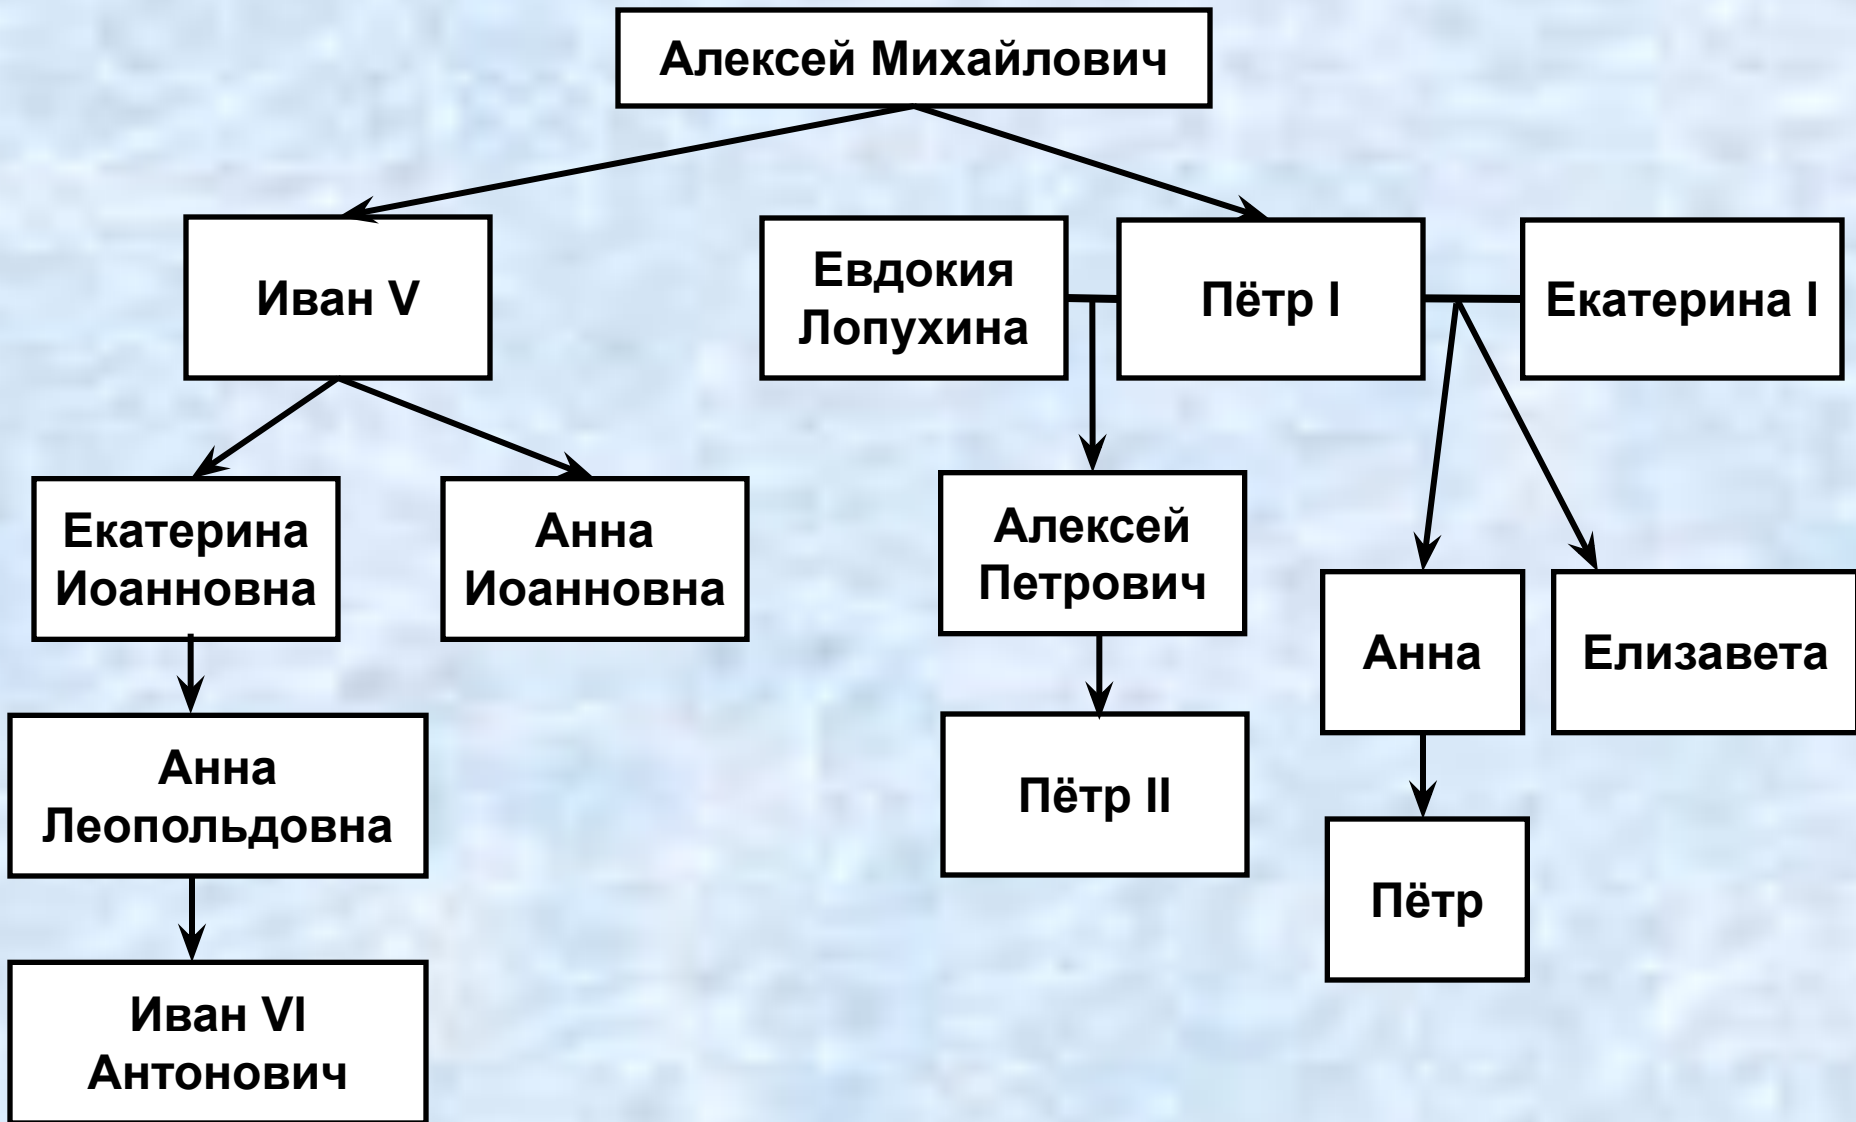 Алексей Михайлович
Иван V
Евдокия
Лопухина
Пётр I
Екатерина I
Екатерина
Иоанновна
Анна
Иоанновна
Алексей
Петрович
Анна
Елизавета
Анна
Леопольдовна
Пётр II
Пётр
Иван VI
Антонович